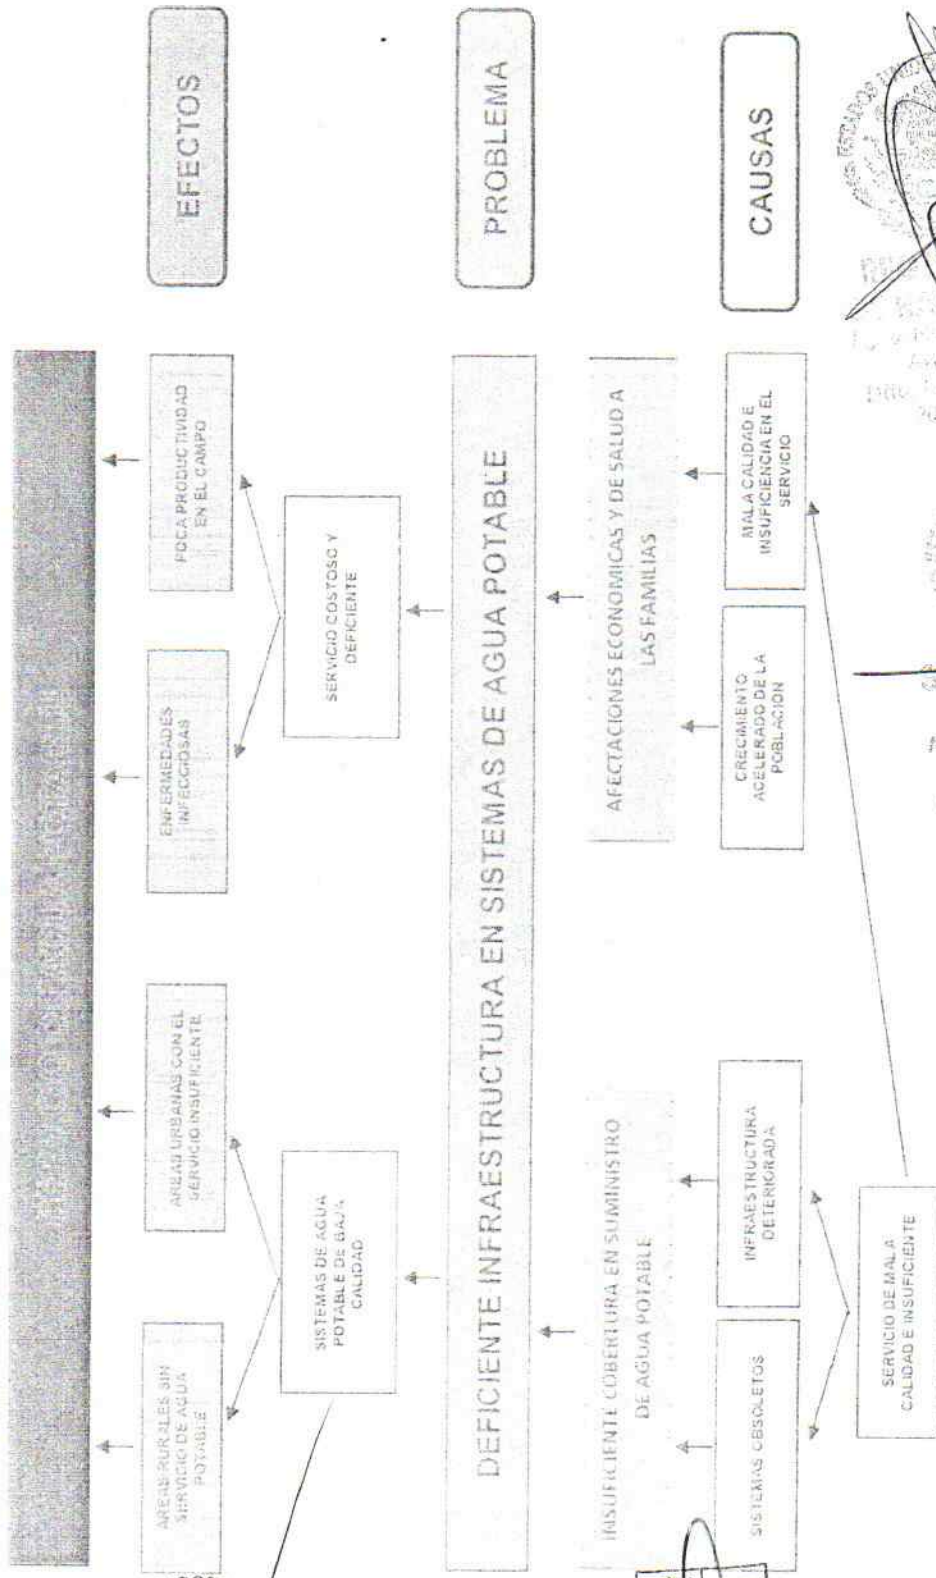 EFECTOS
AREAS RURALES SIN
SERVICIO DE AGUA
POTABLE
AREAS URBANAS CON EL
SERVICIO INSUFICIENTE
ENFERMEDADES
INFECCIOSAS
POCA PRODUCTIVIDAD
EN EL CAMPO
SISTEMAS DE AGUA
POTABLE DE BAJA
CALIDAD
SERVICIO COSTOSO Y
DEFICIENTE
PROBLEMA
DEFICIENTE INFRAESTRUCTURA EN SISTEMAS DE AGUA POTABLE
INSUFICIENTE COBERTURA EN SUMINISTRO
DE AGUA POTABLE
AFECTACIONES ECONOMICAS Y DE SALUD A
LAS FAMILIAS
CAUSAS
SISTEMAS OBSOLETOS
INFRAESTRUCTURA
DETERIORADA
CRECIMIENTO
ACELERADO DE LA
POBLACION
MALA CALIDAD E
INSUFICIENCIA EN EL
SERVICIO
SERVICIO DE MALA
CALIDAD E INSUFICIENTE